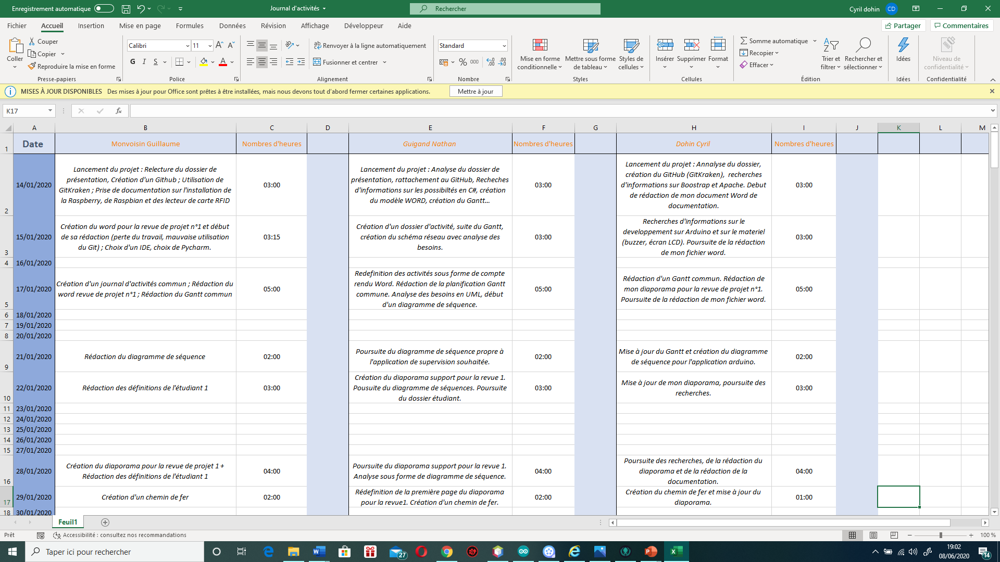 Enregistrement automatique
Journal d'activités
Rechercher
Cyril dohin
CD
Fichier Accueil Insertion Mise en page Formules Données Révision Affichage Développeur Aide
Partager
Commentaires
Coller
Couper
Copier
Reproduire la mise en forme
Presse-papiers
Calibri
11
G I S
Police
Renvoyer à la ligne automatiquement
Fusionner et centrer
Alignement
Standard
% 000
Nombre
Mise en forme
conditionnelle
Mettre sous forme
de tableau
Styles de
cellules
Styles
Insérer
Supprimer
Format
Cellules
Somme automatique
Recopier
Effacer
Trier et
filtrer
Rechercher et
sélectionner
Édition
Idées
Idées
Niveau de
confidentialité
Confidentialité
MISES À JOUR DISPONIBLES Des mises à jour pour Office sont prêtes à être installées, mais nous devons tout d'abord fermer certaines applications.
Mettre à jour
K17
fx
A B C D E F G H I J K L M
1
Date
Monvoisin Guillaume
Nombres d'heures
Guigand Nathan
Nombres d'heures
Dohin Cyril
Nombres d'heures
2
14/01/2020
Lancement du projet : Relecture du dossier de
présentation, Création d'un Github ; Utilisation de
GitKraken ; Prise de documentation sur l'installation de
la Raspberry, de Raspbian et des lecteur de carte RFID
03:00
Lancement du projet : Analyse du dossier de
présentation, rattachement au GitHub, Recheches
d'informations sur les possibiltés en C#, création
du modèle WORD, création du Gantt...
03:00
Lancement du projet : Annalyse du dossier,
création du GitHub (GitKraken), recherches
d'informations sur Boostrap et Apache. Debut
de rédaction de mon document Word de
documentation.
03:00
3
15/01/2020
Création du word pour la revue de projet n°1 et début
de sa rédaction (perte du travail, mauvaise utilisation
du Git) ; Choix d'un IDE, choix de Pycharm.
03:15
Création d'un dossier d'activité, suite du Gantt,
création du schéma réseau avec analyse des
besoins.
03:00
Recherches d'informations sur le
developpement sur Arduino et sur le materiel
(buzzer, écran LCD). Poursuite de la rédaction
de mon fichier word.
03:00
4 16/01/2020
5
17/01/2020
Création d'un journal d'activités commun ; Rédaction du
word revue de projet n°1 ; Rédaction du Gantt commun
05:00
Redefinition des activités sous forme de compte
rendu Word. Rédaction de la planification Gantt
commune. Analyse des besoins en UML, début
d'un diagramme de séquence.
05:00
Rédaction d'un Gantt commun. Rédaction de
mon diaporama pour la revue de projet n°1.
Poursuite de la rédaction de mon fichier word.
05:00
6 18/01/2020
7 19/01/2020
8 20/01/2020
9
21/01/2020
Rédaction du diagramme de séquence
02:00
Poursuite du diagramme de séquence propre à
l'application de supervision souhaitée.
02:00
Mise à jour du Gantt et création du diagramme
de séquence pour l'application arduino.
02:00
10
22/01/2020
Rédaction des définitions de l'étudiant 1
03:00
Création du diaporama support pour la revue 1.
Pousuite du diagramme de séquences. Poursuite
du dossier étudiant.
03:00
Mise à jour de mon diaporama, poursuite des
recherches.
03:00
11 23/01/2020
12 24/01/2020
13 25/01/2020
14 26/01/2020
15 27/01/2020
16
28/01/2020
Création du diaporama pour la revue de projet 1 +
Rédaction des définitions de l'étudiant 1
04:00
Poursuite du diaporama support pour la revue 1.
Analyse sous forme de diagramme de séquence.
04:00
Poursuite des recherches, de la rédaction du
diaporama et de la rédaction de la
documentation.
04:00
17
29/01/2020
Création d'un chemin de fer
02:00
Rédefinition de la première page du diaporama
pour la revue1. Création d'un chemin de fer.
02:00
Création du chemin de fer et mise à jour du
diaporama.
01:00
18 30/01/2020
Feuil1
Prêt
Accessibilité : consultez nos recommandations
100 %
Taper ici pour rechercher
27
19:02
08/06/2020
14